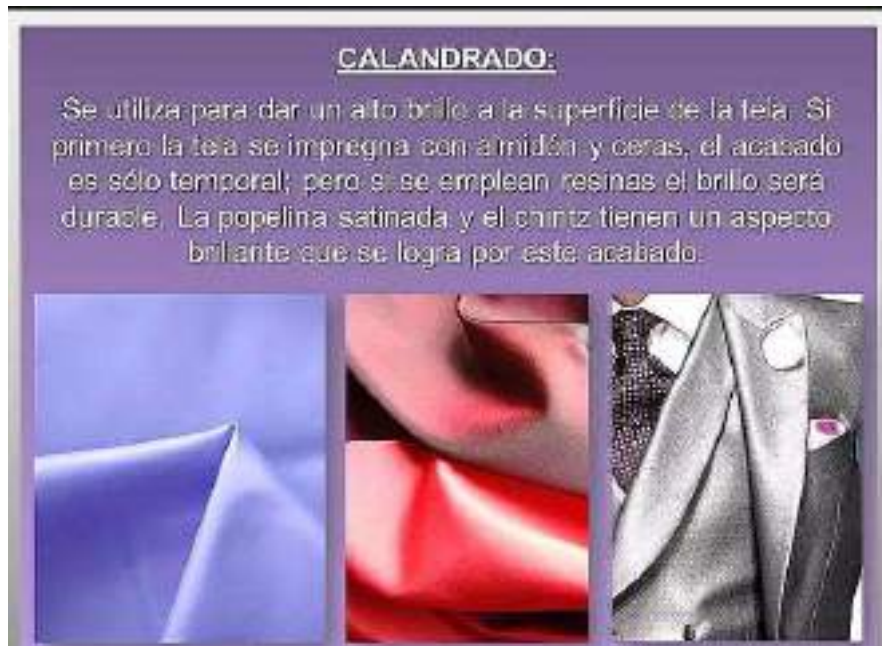 CALANDRADO:
Se utiliza para dar un alto brillo a la superficie de la tela. Si
primero la tela se impregna con almidón y ceras, el acabado
es sólo temporal; pero si se emplean resinas el brillo será
durable. La popelina satinada y el chintz tienen un aspecto
brillante que se logra por este acabado.